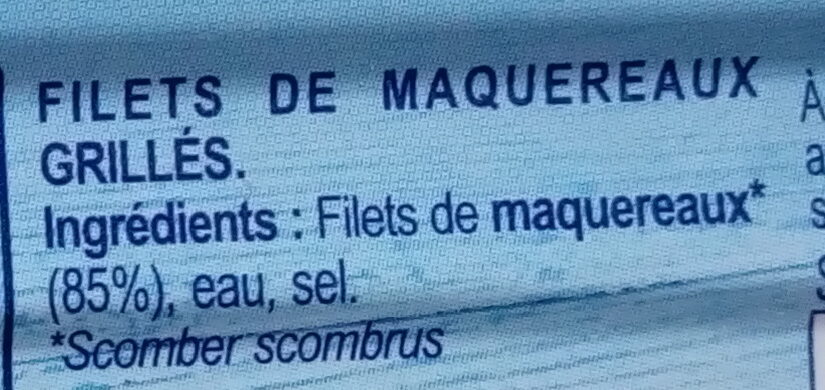 FILETS DE MAQUEREAUX
GRILLÉS.
Ingrédients : Filets de maquereaux*
(85%), eau, sel.
*Scomber scombrus
À
a
s